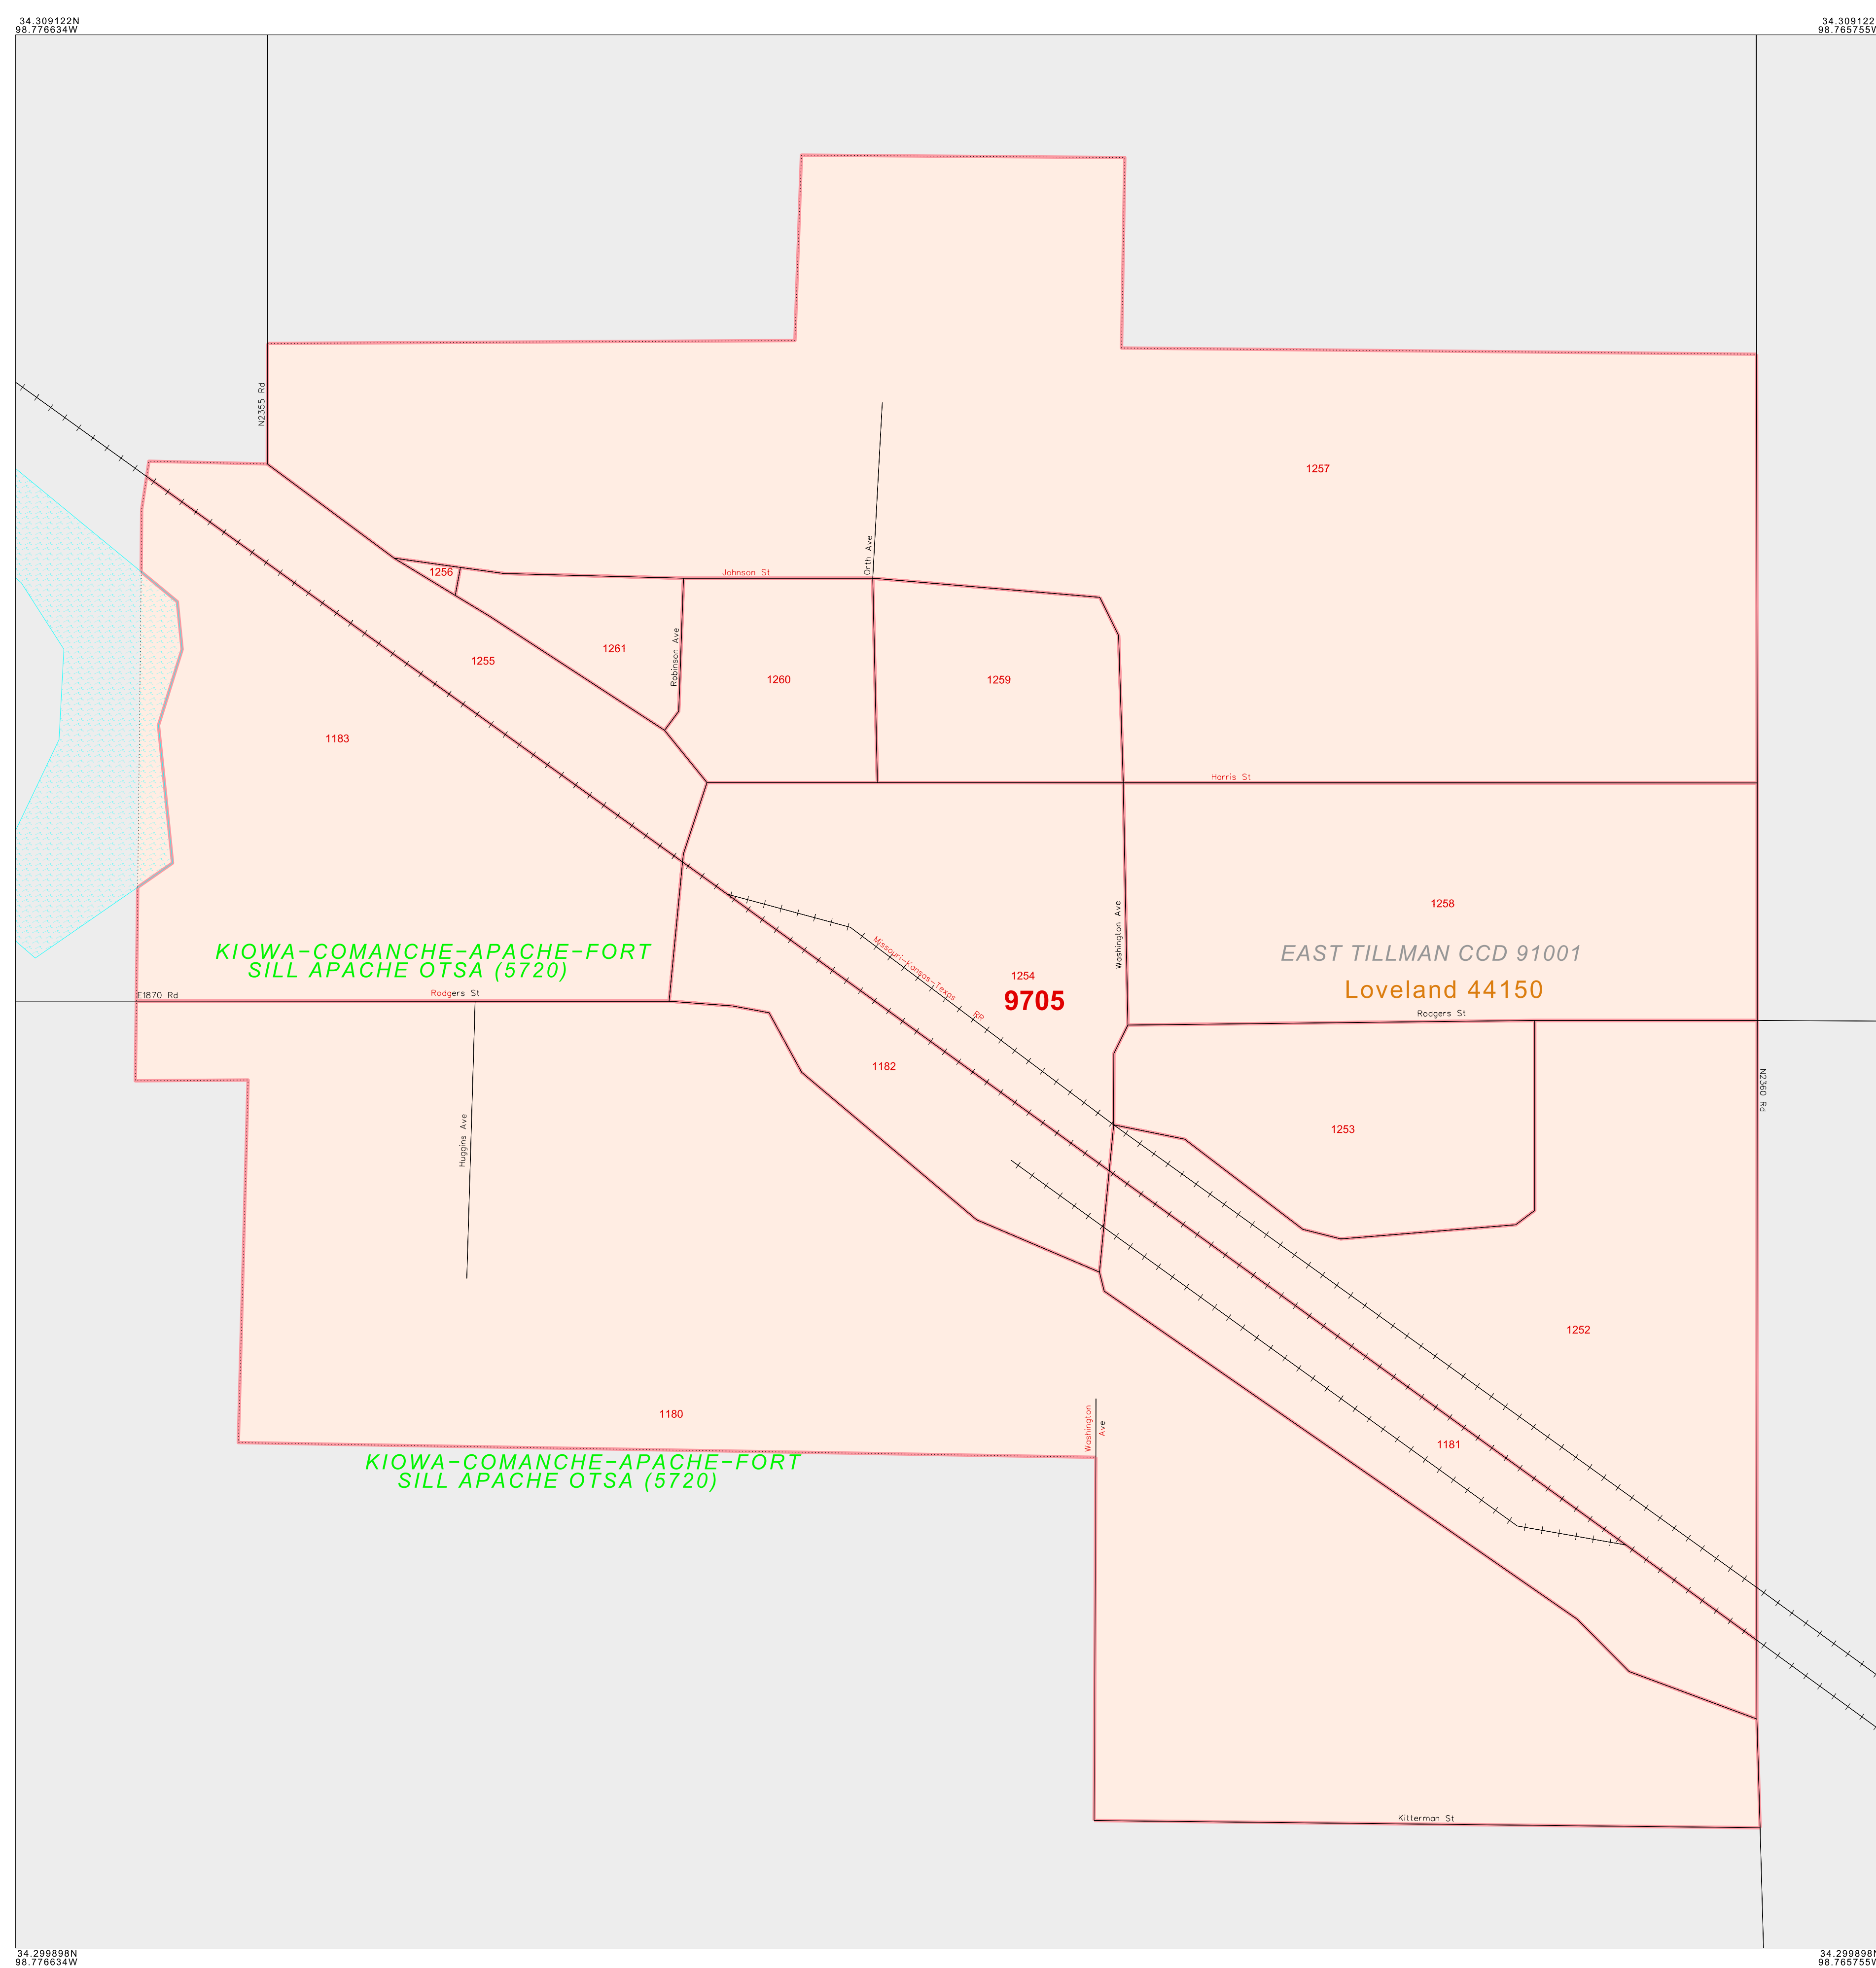 34.309122N
98.776634W
34.309122
98.765755W
N2355 Rd
1257
Orth Ave
1256
Johnson St
1255
1261
Robinson Ave
1260
1259
1183
Harris St
1258
Washington Ave
KIOWA-COMANCHE-APACHE-FORT
SILL APACHE OTSA (5720)
Missouri-Kansas-Texas RR
1254
9705
EAST TILLMAN CCD 91001
Loveland 44150
E1870 Rd
Rodgers St
Rodgers St
1182
N2360 Rd
Huggins Ave
1253
1252
1180
Washington
Ave
1181
KIOWA-COMANCHE-APACHE-FORT
SILL APACHE OTSA (5720)
Kitterman St
34.299898N
98.776634W
34.299898N
98.765755W